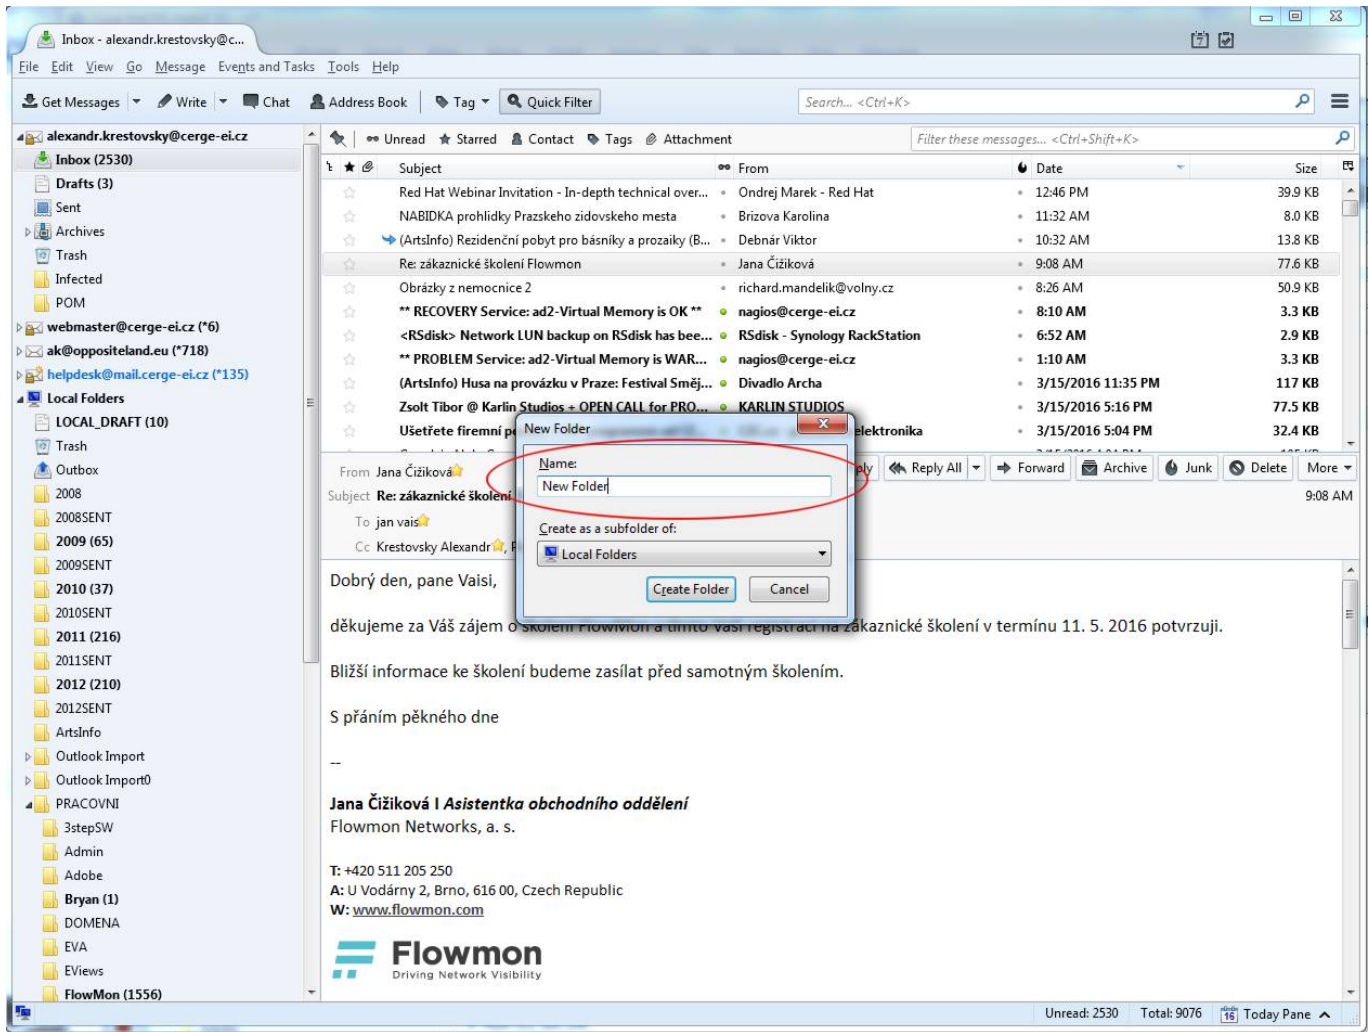 Inbox - alexandr.krestovsky@c...
File Edit View Go Message Events and Tasks Tools Help
Get Messages Write Chat Address Book Tag Quick Filter Search... <Ctrl+K>
alexandr.krestovsky@cerge-ei.cz
Inbox (2530)
Drafts (3)
Sent
Archives
Trash
Infected
POM
webmaster@cerge-ei.cz (*6)
ak@oppositeland.eu (*718)
helpdesk@mail.cerge-ei.cz (*135)
Local Folders
LOCAL_DRAFT (10)
Trash
Outbox
2008
2008SENT
2009 (65)
2009SENT
2010 (37)
2010SENT
2011 (216)
2011SENT
2012 (210)
2012SENT
ArtsInfo
Outlook Import
Outlook Import0
PRACOVNI
3stepSW
Admin
Adobe
Bryan (1)
DOMENA
EVA
EViews
FlowMon (1556)
Unread Starred Contact Tags Attachment Filter these messages... <Ctrl+Shift+K>
Subject From Date Size
Red Hat Webinar Invitation - In-depth technical over... Ondrej Marek - Red Hat 12:46 PM 39.9 KB
NABIDKA prohlidky Prazskeho zidovskeho mesta Brizova Karolina 11:32 AM 8.0 KB
(ArtsInfo) Rezidenční pobyt pro básníky a prozaiky (B... Debnár Viktor 10:32 AM 13.8 KB
Re: zákaznické školení Flowmon Jana Čižiková 9:08 AM 77.6 KB
Obrázky z nemocnice 2 richard.mandelik@volny.cz 8:26 AM 50.9 KB
** RECOVERY Service: ad2-Virtual Memory is OK ** nagios@cerge-ei.cz 8:10 AM 3.3 KB
<RSdisk> Network LUN backup on RSdisk has bee... RSdisk - Synology RackStation 6:52 AM 2.9 KB
** PROBLEM Service: ad2-Virtual Memory is WAR... nagios@cerge-ei.cz 1:10 AM 3.3 KB
(ArtsInfo) Husa na provázku v Praze: Festival Směj... Divadlo Archa 3/15/2016 11:35 PM 117 KB
Zsolt Tibor @ Karlin Studios + OPEN CALL for PRO... KARLIN STUDIOS 3/15/2016 5:16 PM 77.5 KB
Ušetřete firemní elektronika 3/15/2016 5:04 PM 32.4 KB
New Folder
Name:
New Folder
Create as a subfolder of:
Local Folders
Create Folder Cancel
From Jana Čižiková Reply All Forward Archive Junk Delete More
Subject Re: zákaznické školení 9:08 AM
To jan vais
Cc Krestovsky Alexandr
Dobrý den, pane Vaisi,
děkujeme za Váš zájem o školení FlowMon a tímto Vaši registraci na zákaznické školení v termínu 11. 5. 2016 potvrzuji.
Bližší informace ke školení budeme zasílat před samotným školením.
S přáním pěkného dne
--
Jana Čižiková I Asistentka obchodního oddělení
Flowmon Networks, a. s.
T: +420 511 205 250
A: U Vodárny 2, Brno, 616 00, Czech Republic
W: www.flowmon.com
Flowmon
Driving Network Visibility
Unread: 2530 Total: 9076 16 Today Pane